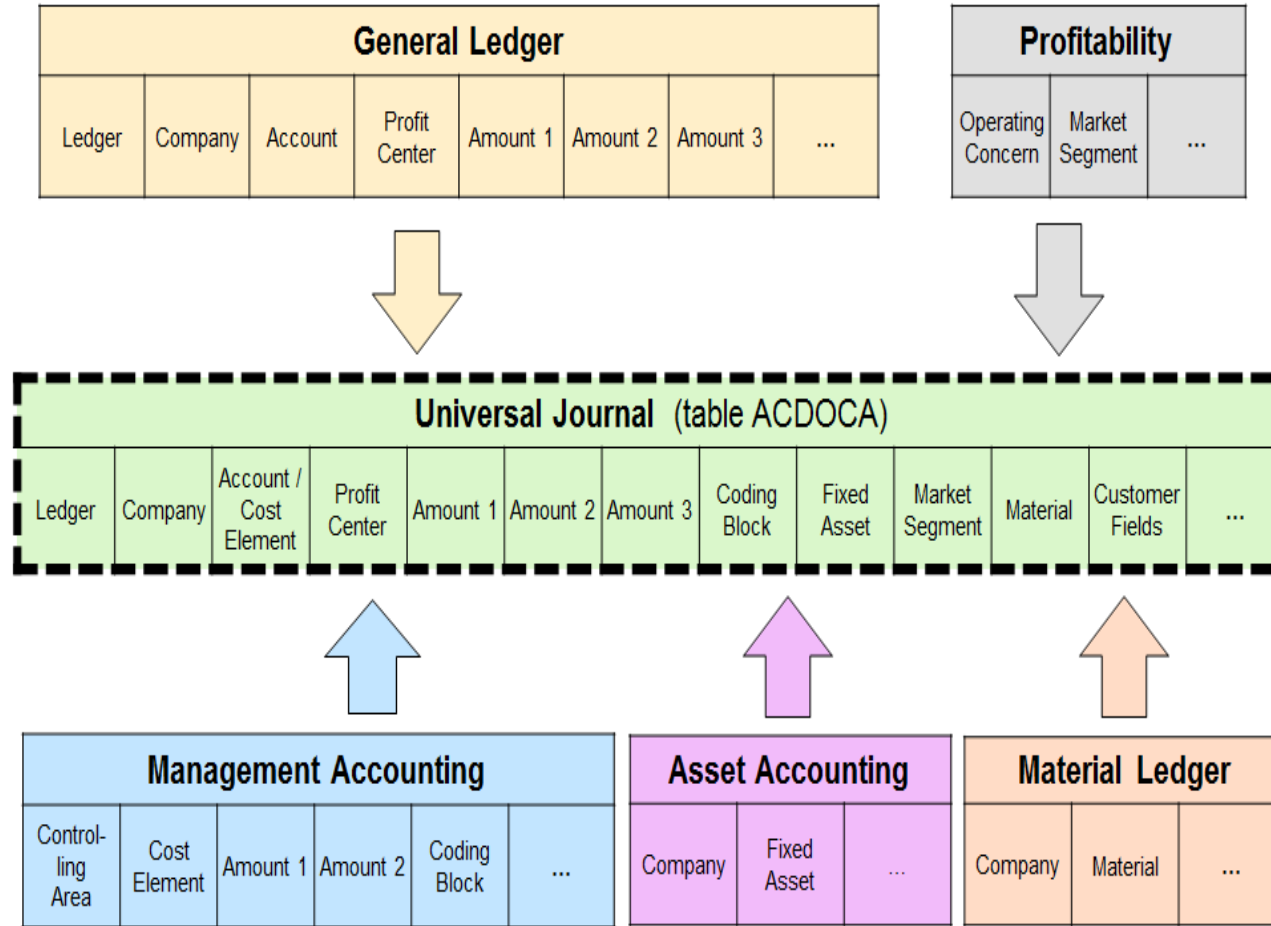 General Ledger
Profitability
Ledger
Company
Account
Profit
Center
Amount 1
Amount 2
Amount 3
...
Operating
Concern
Market
Segment
...
Universal Journal (table ACDOCA)
Ledger
Company
Account /
Cost
Element
Profit
Center
Amount 1
Amount 2
Amount 3
Coding
Block
Fixed
Asset
Market
Segment
Material
Customer
Fields
...
Management Accounting
Control-
ling
Area
Cost
Element
Amount 1
Amount 2
Coding
Block
...
Asset Accounting
Company
Fixed
Asset
...
Material Ledger
Company
Material
...